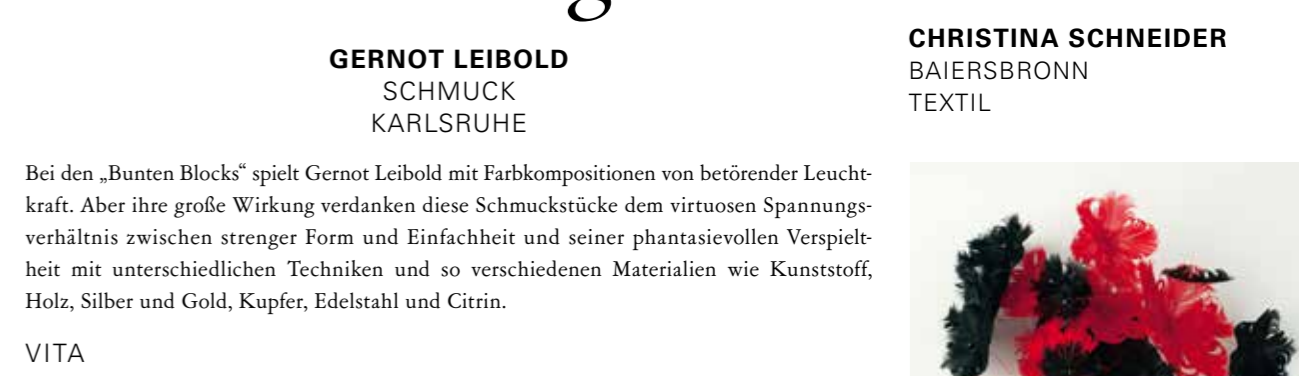 GERNOT LEIBOLD
SCHMUCK
KARLSRUHE
Bei den „Bunten Blocks“ spielt Gernot Leibold mit Farbkompositionen von betörender Leucht-
kraft. Aber ihre große Wirkung verdanken diese Schmuckstücke dem virtuosen Spannungs-
verhältnis zwischen strenger Form und Einfachheit und seiner phantasievollen Verspielt-
heit mit unterschiedlichen Techniken und so verschiedenen Materialien wie Kunststoff,
Holz, Silber und Gold, Kupfer, Edelstahl und Citrin.
VITA
CHRISTINA SCHNEIDER
BAIERSBRONN
TEXTIL